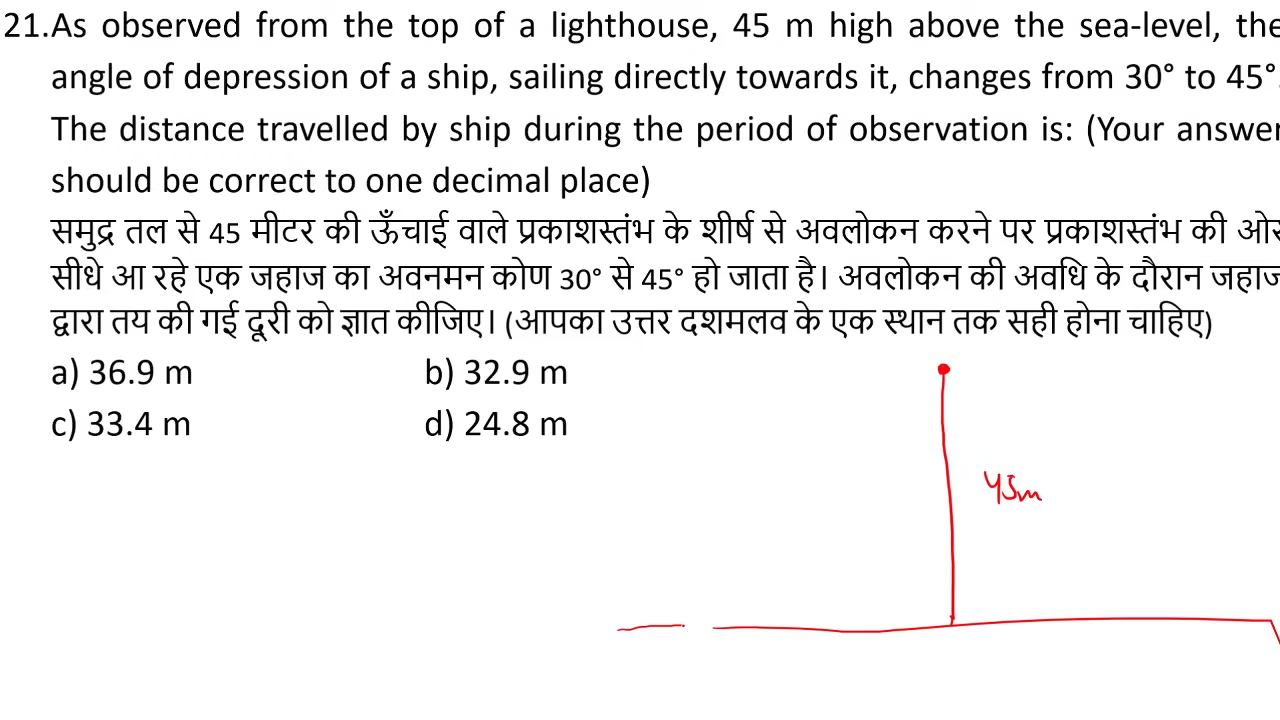 21.As observed from the top of a lighthouse, 45 m high above the sea-level, the
angle of depression of a ship, sailing directly towards it, changes from 30° to 45°.
The distance travelled by ship during the period of observation is: (Your answer
should be correct to one decimal place)
समुद्र तल से 45 मीटर की ऊँचाई वाले प्रकाशस्तंभ के शीर्ष से अवलोकन करने पर प्रकाशस्तंभ की ओर
सीधे आ रहे एक जहाज का अवनमन कोण 30° से 45° हो जाता है। अवलोकन की अवधि के दौरान जहाज
द्वारा तय की गई दूरी को ज्ञात कीजिए। (आपका उत्तर दशमलव के एक स्थान तक सही होना चाहिए)
a) 36.9 m b) 32.9 m
c) 33.4 m d) 24.8 m
45m